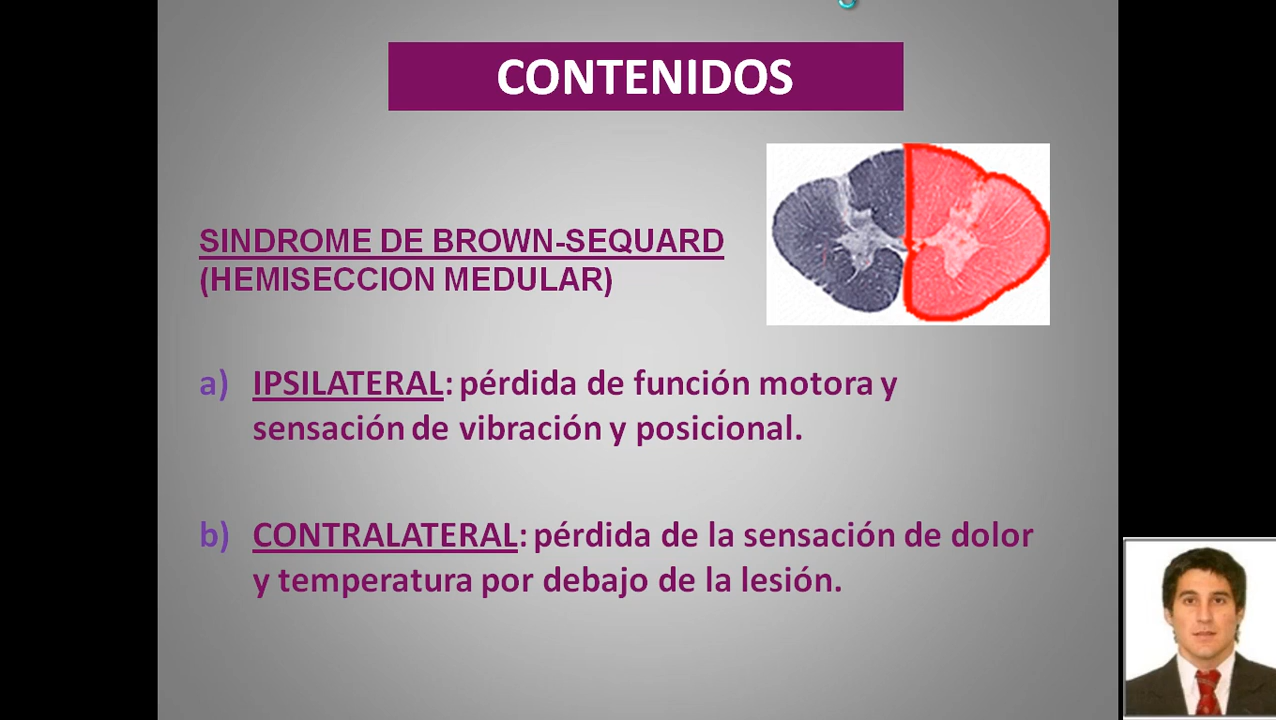 CONTENIDOS
SINDROME DE BROWN-SEQUARD
(HEMISECCION MEDULAR)
a) IPSILATERAL: pérdida de función motora y
sensación de vibración y posicional.
b) CONTRALATERAL: pérdida de la sensación de dolor
y temperatura por debajo de la lesión.